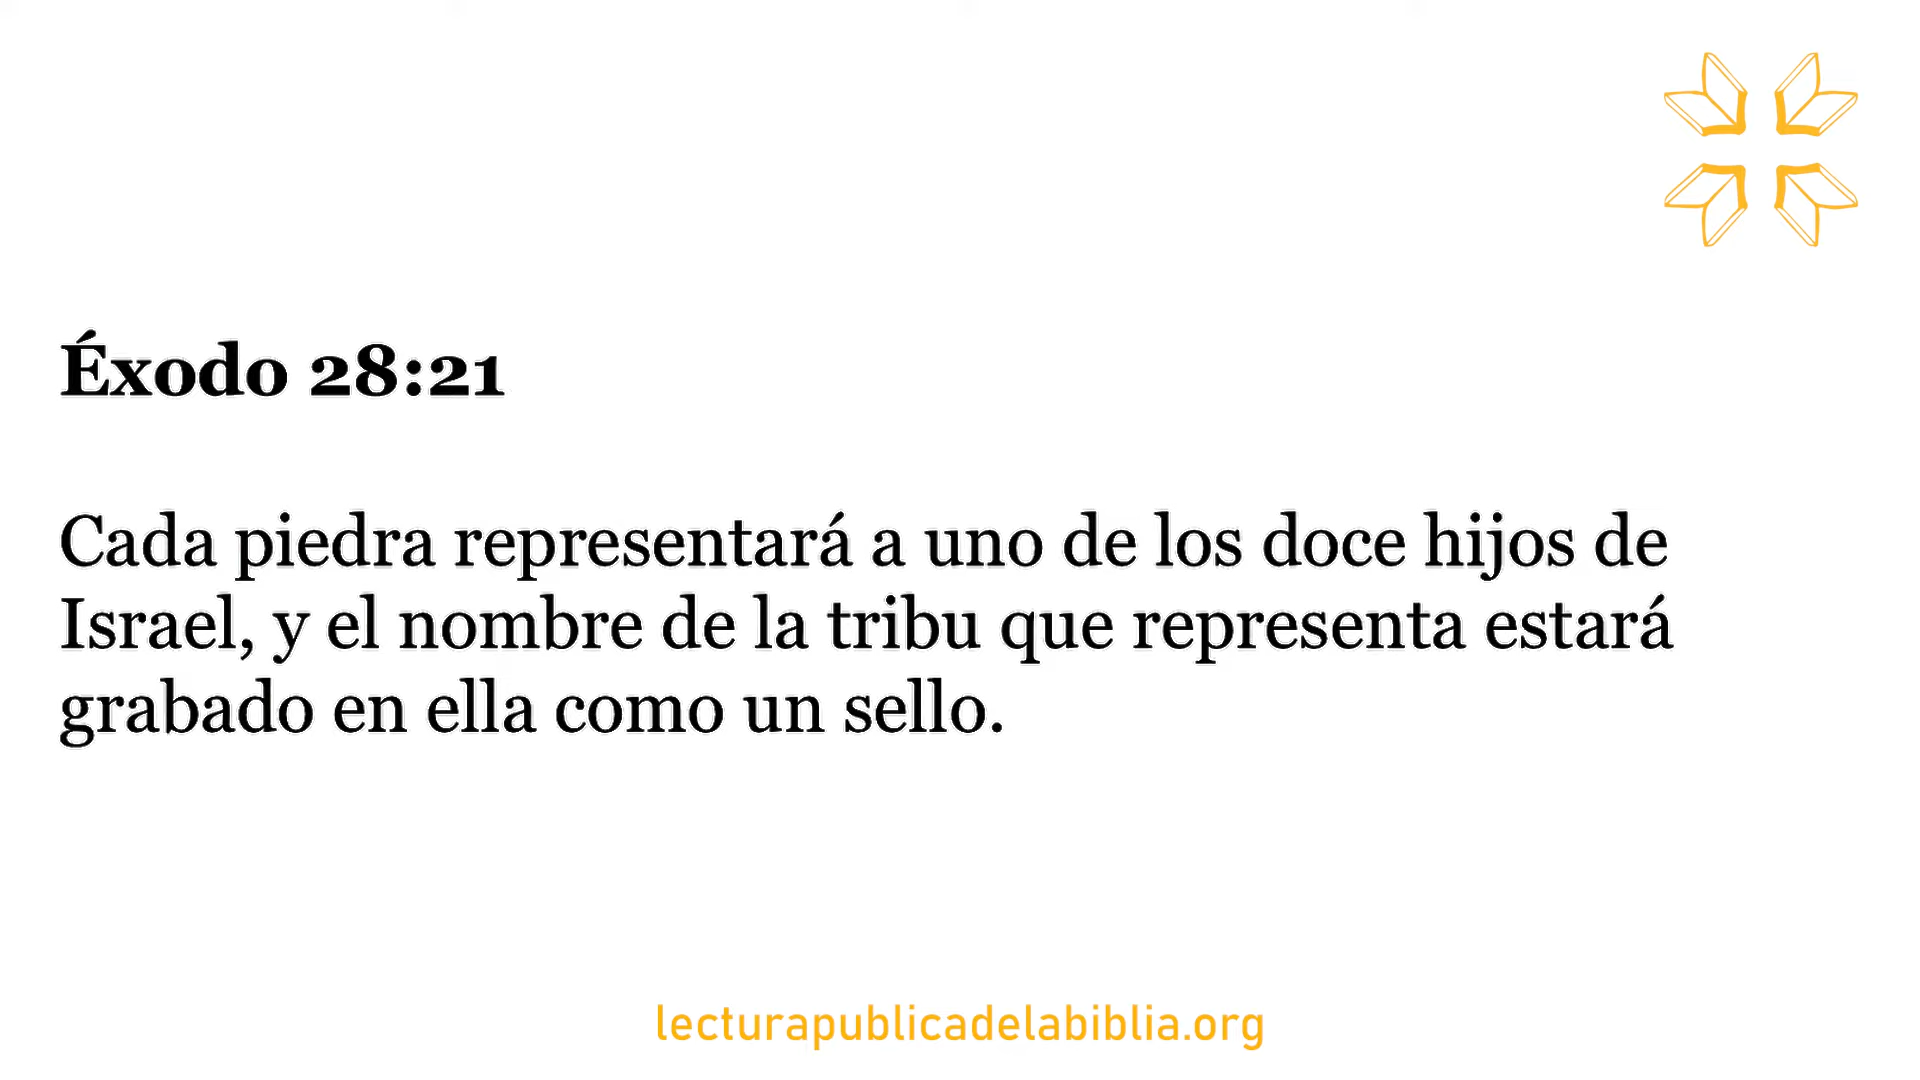 Éxodo 28:21
Cada piedra representará a uno de los doce hijos de
Israel, y el nombre de la tribu que representa estará
grabado en ella como un sello.
lecturapublicadelabiblia.org